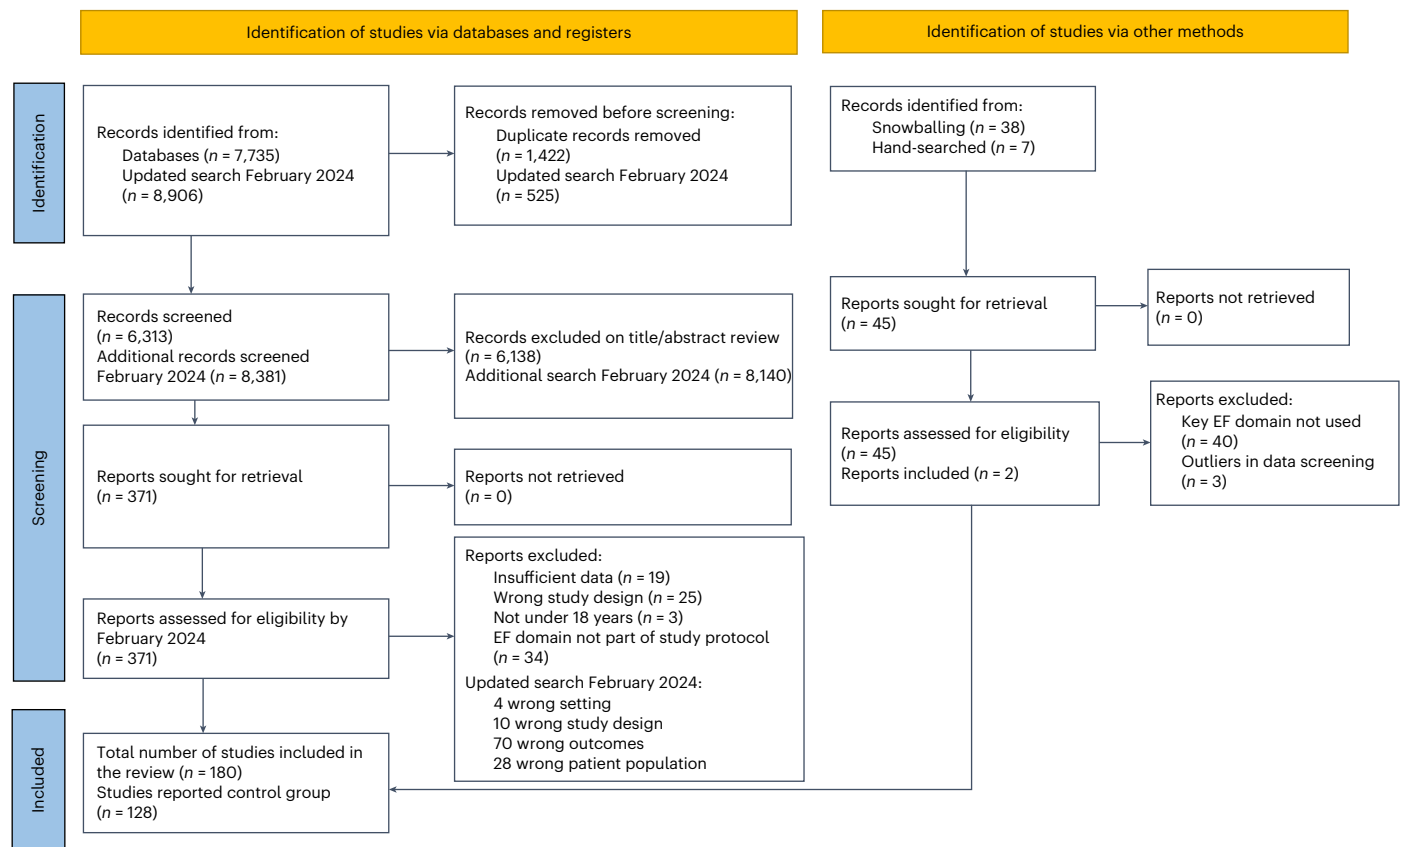 Identification of studies via databases and registers
Identification of studies via other methods
Identification
Records identified from:
Databases (n = 7,735)
Updated search February 2024
(n = 8,906)
Records removed before screening:
Duplicate records removed
(n = 1,422)
Updated search February 2024
(n = 525)
Records identified from:
Snowballing (n = 38)
Hand-searched (n = 7)
Screening
Records screened
(n = 6,313)
Additional records screened
February 2024 (n = 8,381)
Records excluded on title/abstract review
(n = 6,138)
Additional search February 2024 (n = 8,140)
Reports sought for retrieval
(n = 45)
Reports not retrieved
(n = 0)
Reports sought for retrieval
(n = 371)
Reports not retrieved
(n = 0)
Reports assessed for eligibility
(n = 45)
Reports included (n = 2)
Reports excluded:
Key EF domain not used
(n = 40)
Outliers in data screening
(n = 3)
Reports assessed for eligibility by
February 2024
(n = 371)
Reports excluded:
Insufficient data (n = 19)
Wrong study design (n = 25)
Not under 18 years (n = 3)
EF domain not part of study protocol
(n = 34)
Updated search February 2024:
4 wrong setting
10 wrong study design
70 wrong outcomes
28 wrong patient population
Included
Total number of studies included in
the review (n = 180)
Studies reported control group
(n = 128)